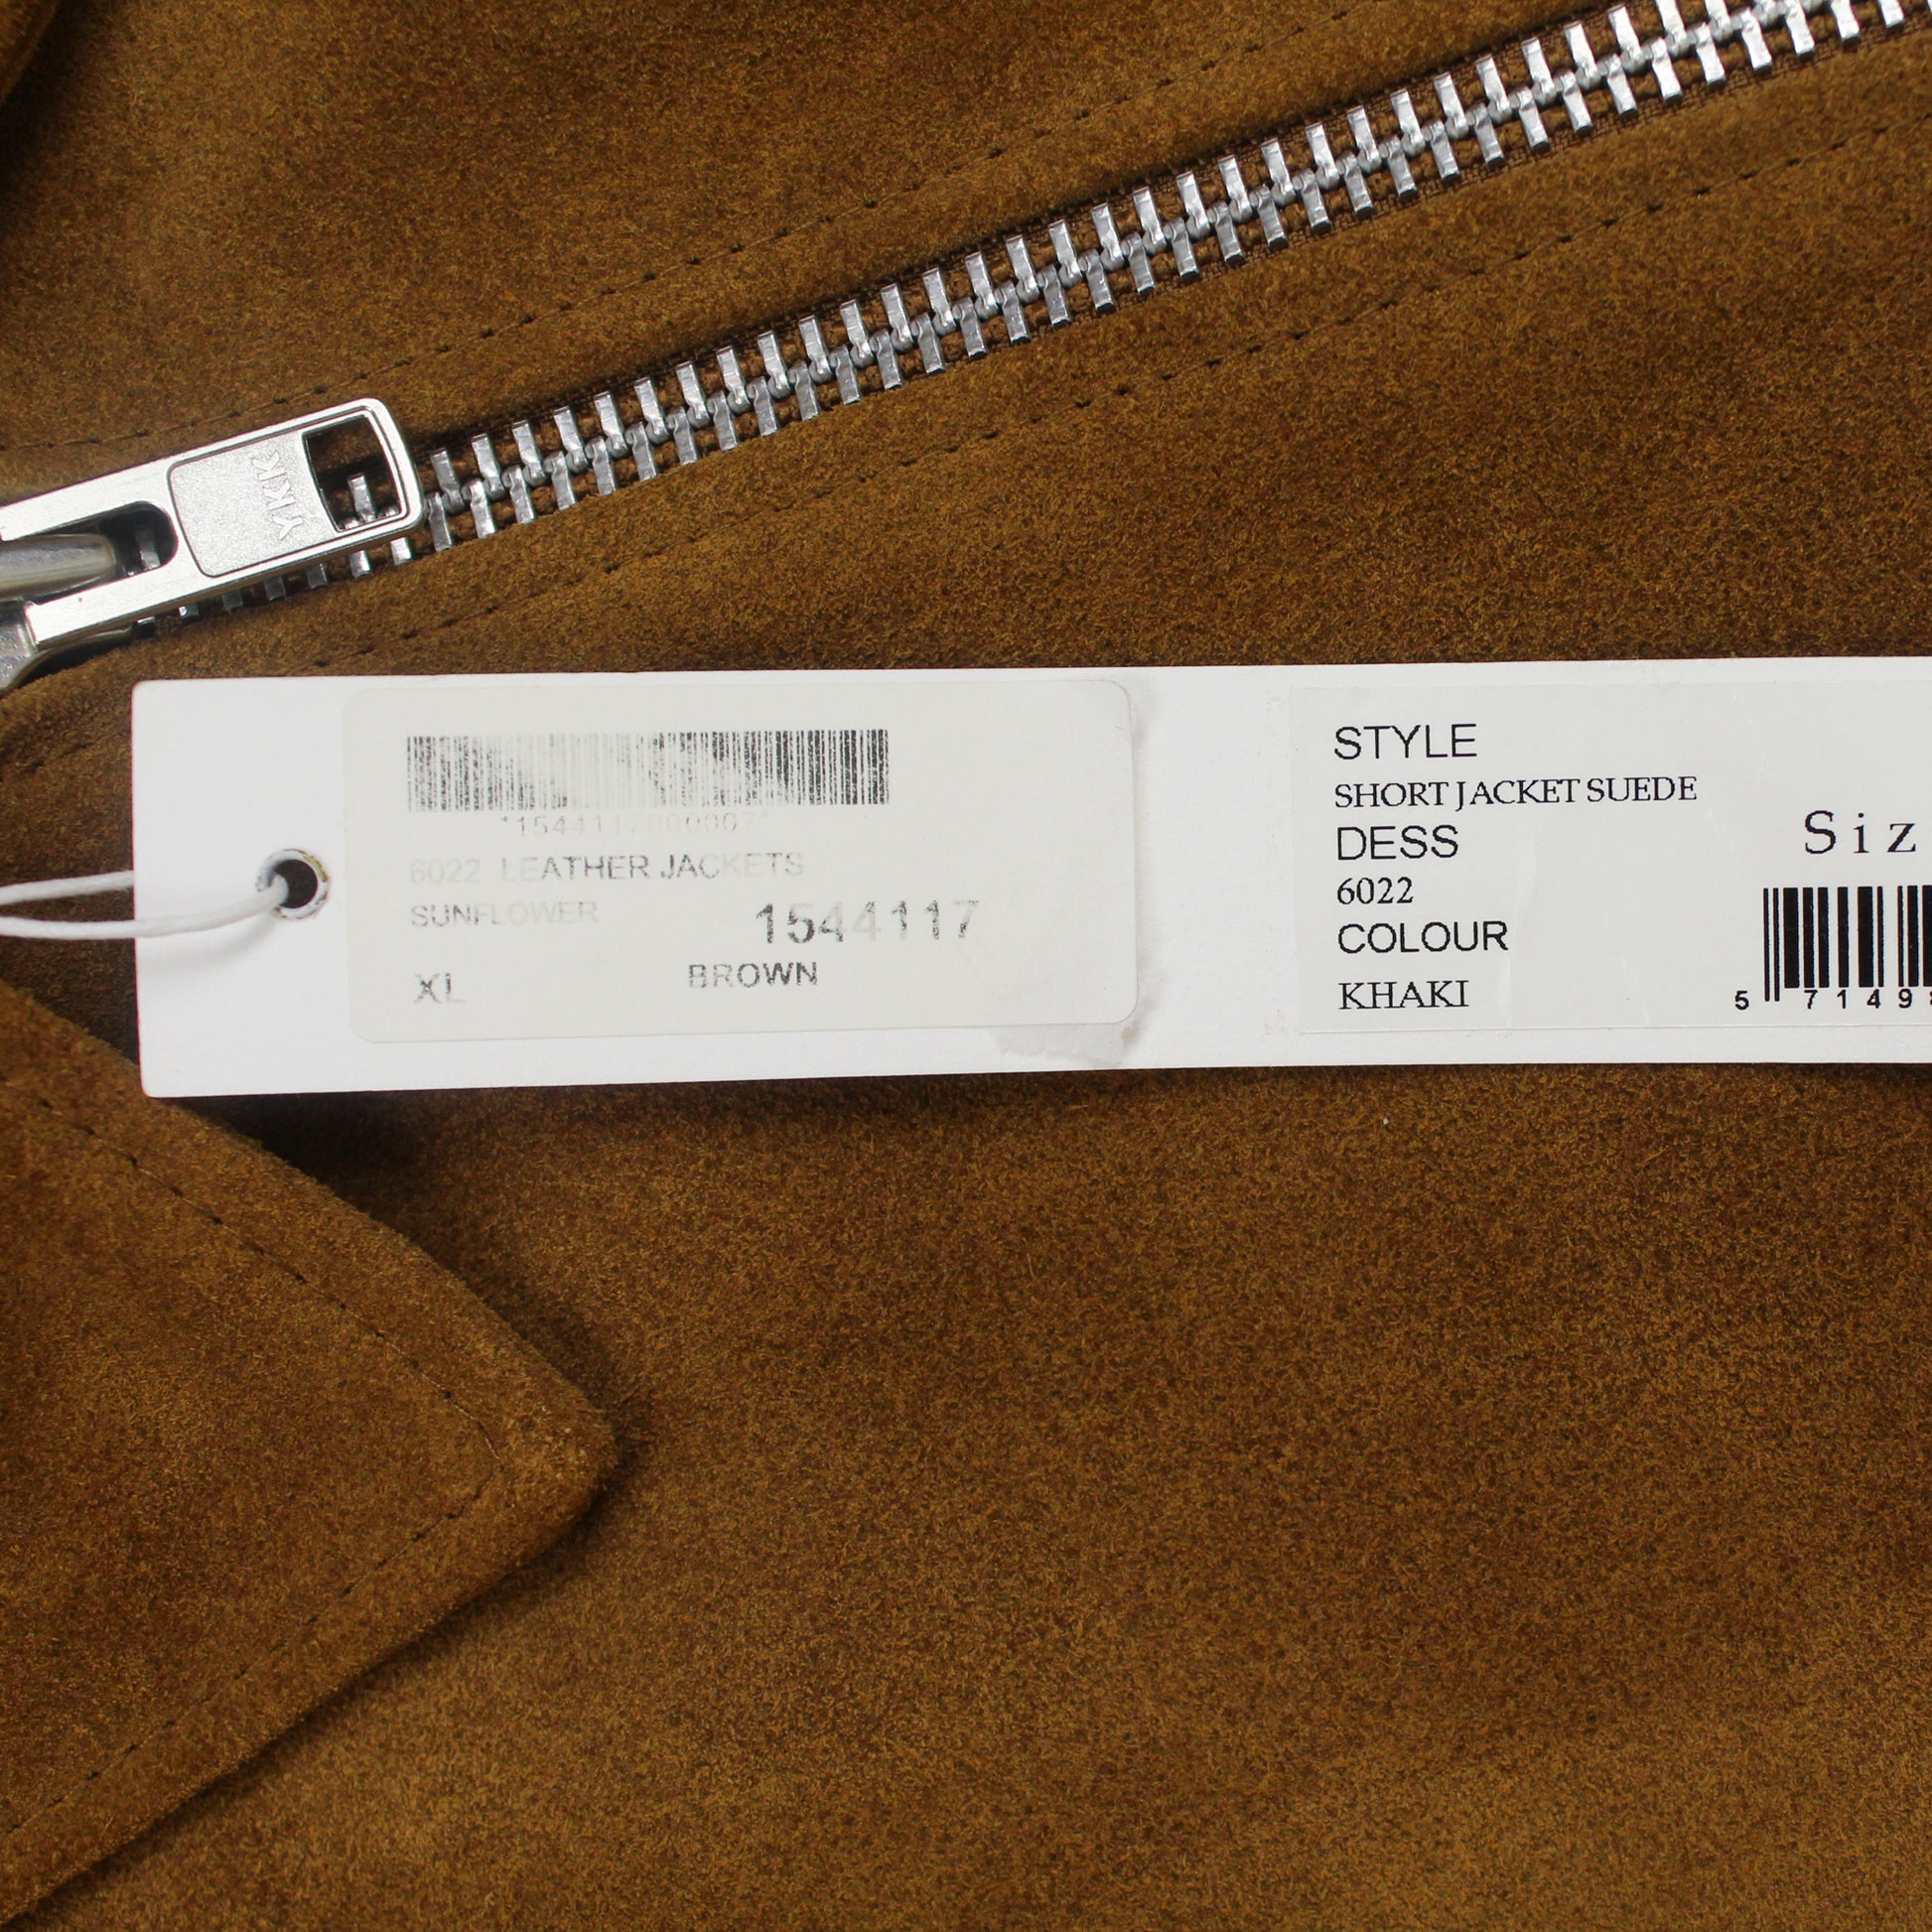 YKK
*1544117000007*
6022 LEATHER JACKETS
SUNFLOWER
1544117
XL
BROWN
STYLE
SHORT JACKET SUEDE
DESS
6022
COLOUR
KHAKI
Siz
5 71498